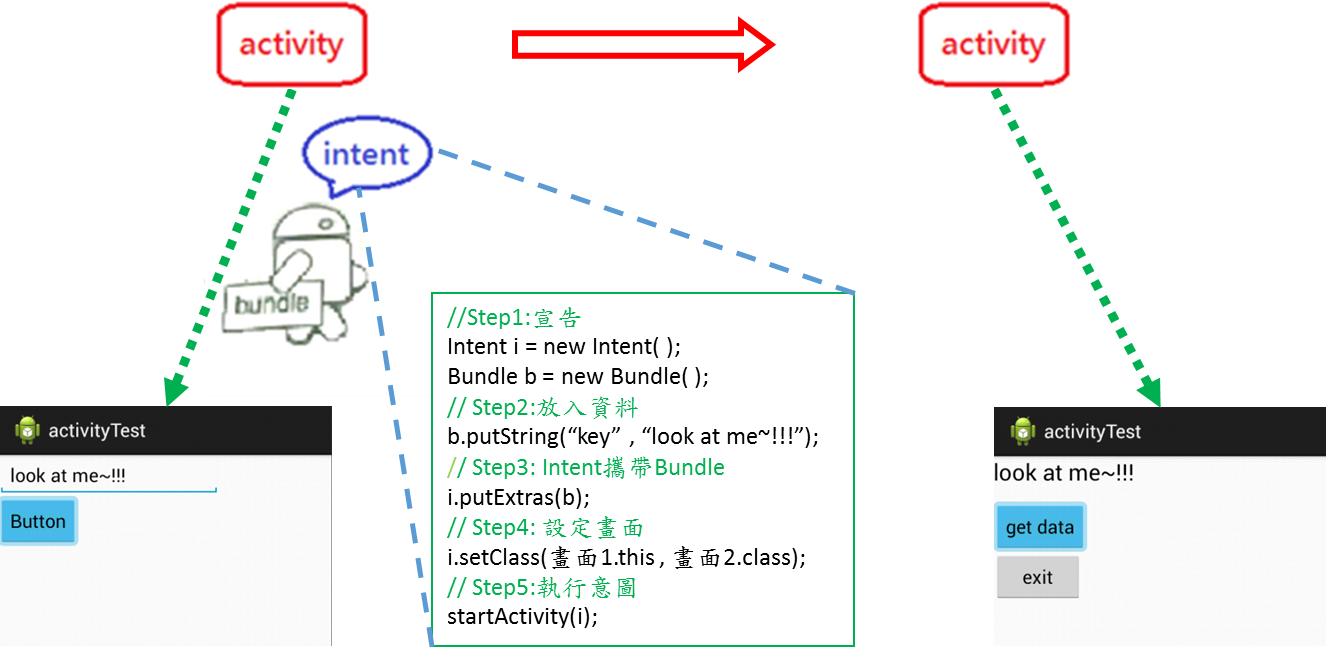 activity
activity
intent
bundle
//Step1:宣告
Intent i = new Intent( );
Bundle b = new Bundle( );
// Step2:放入資料
b.putString(“key” , “look at me~!!!”);
// Step3: Intent攜帶Bundle
i.putExtras(b);
// Step4: 設定畫面
i.setClass(畫面1.this , 畫面2.class);
// Step5:執行意圖
startActivity(i);
activityTest
look at me~!!!
Button
activityTest
look at me~!!!
get data
exit